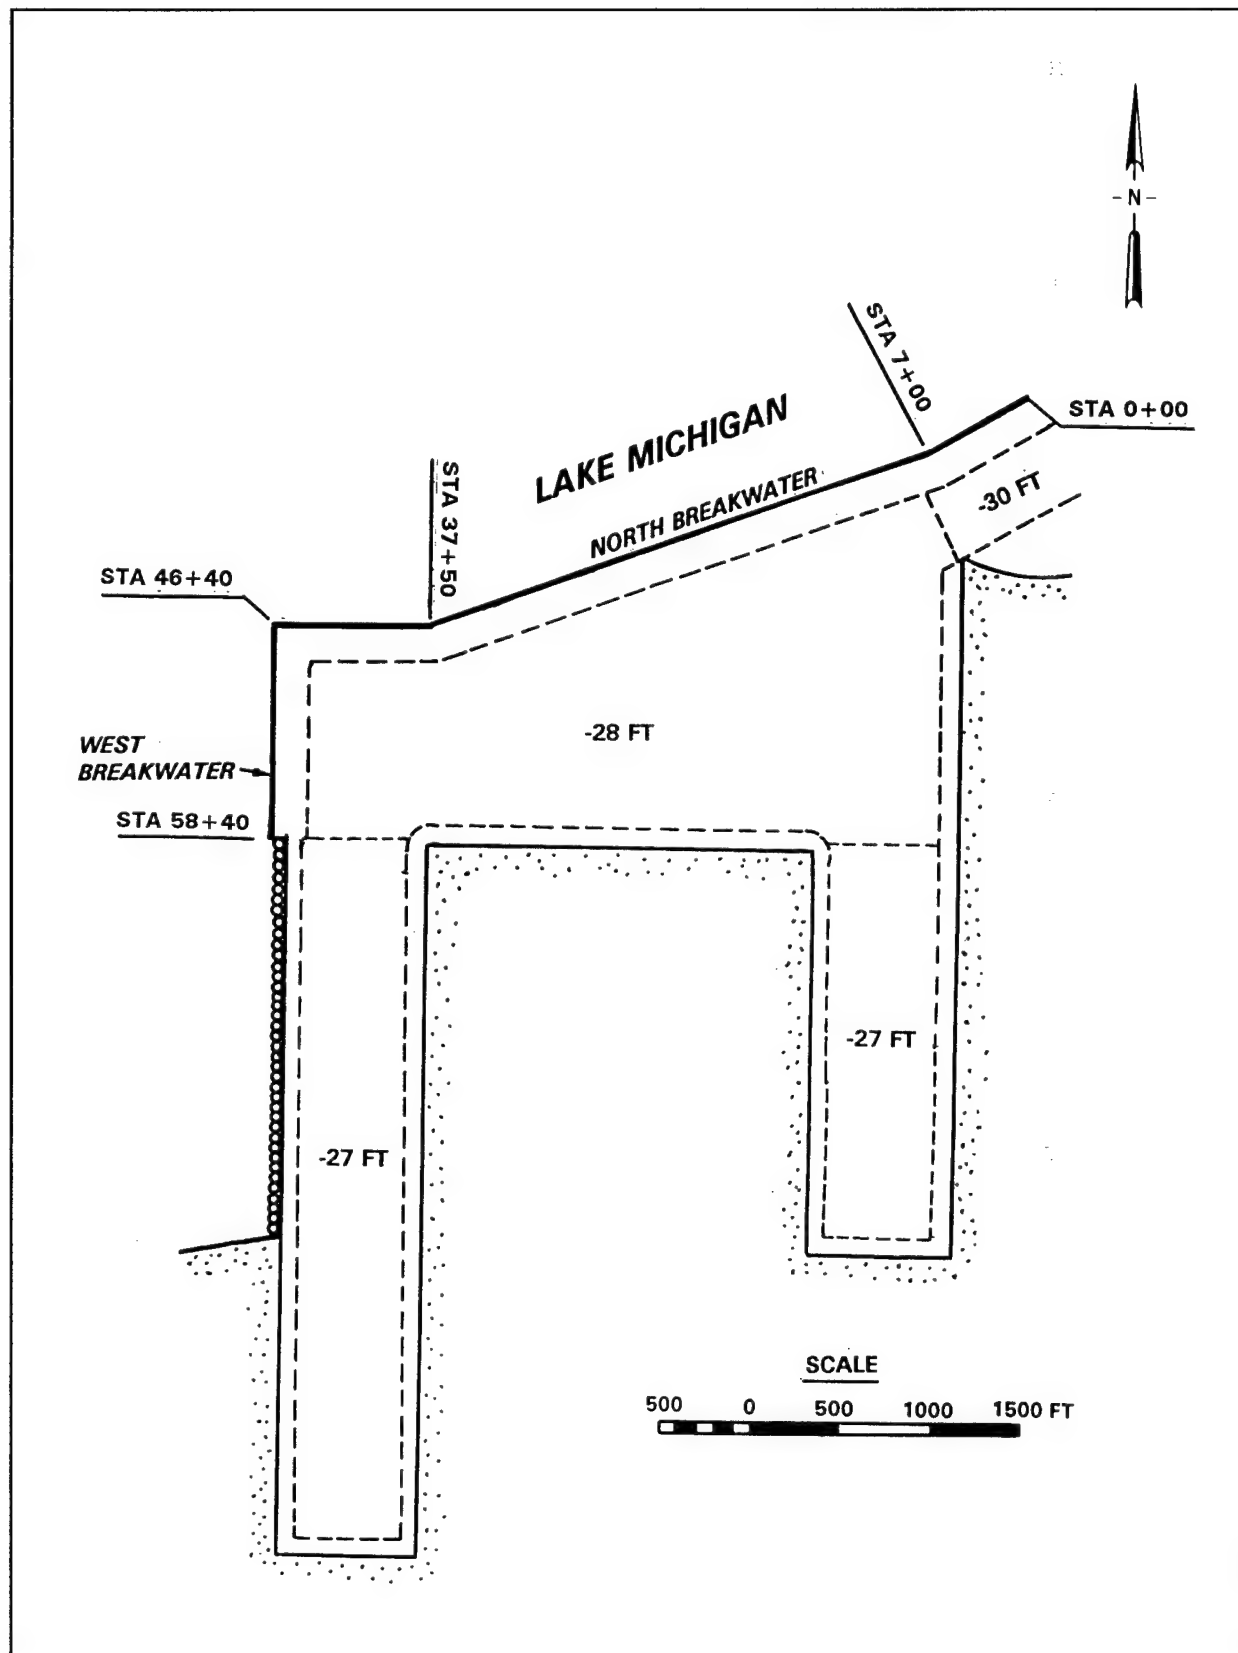 - N -
STA 7+00
STA 0+00
LAKE MICHIGAN
NORTH BREAKWATER
-30 FT
STA 37+50
STA 46+40
-28 FT
WEST
BREAKWATER
STA 58+40
-27 FT
-27 FT
SCALE
500 0 500 1000 1500 FT